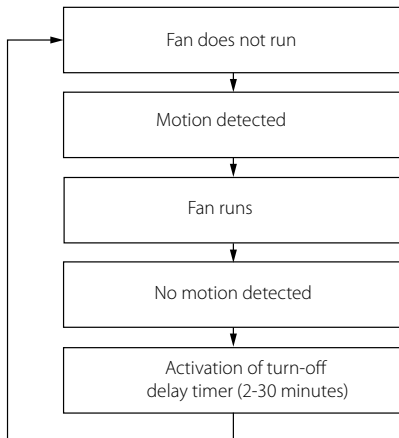 Fan does not run
Motion detected
Fan runs
No motion detected
Activation of turn-off
delay timer (2-30 minutes)